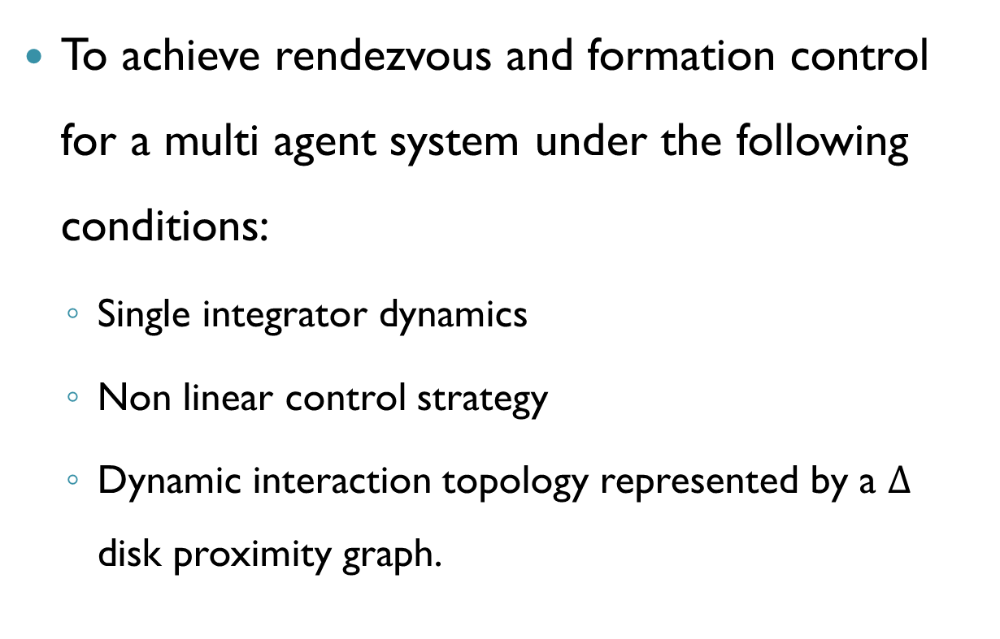 • To achieve rendezvous and formation control
for a multi agent system under the following
conditions:
◦ Single integrator dynamics
◦ Non linear control strategy
◦ Dynamic interaction topology represented by a Δ
disk proximity graph.